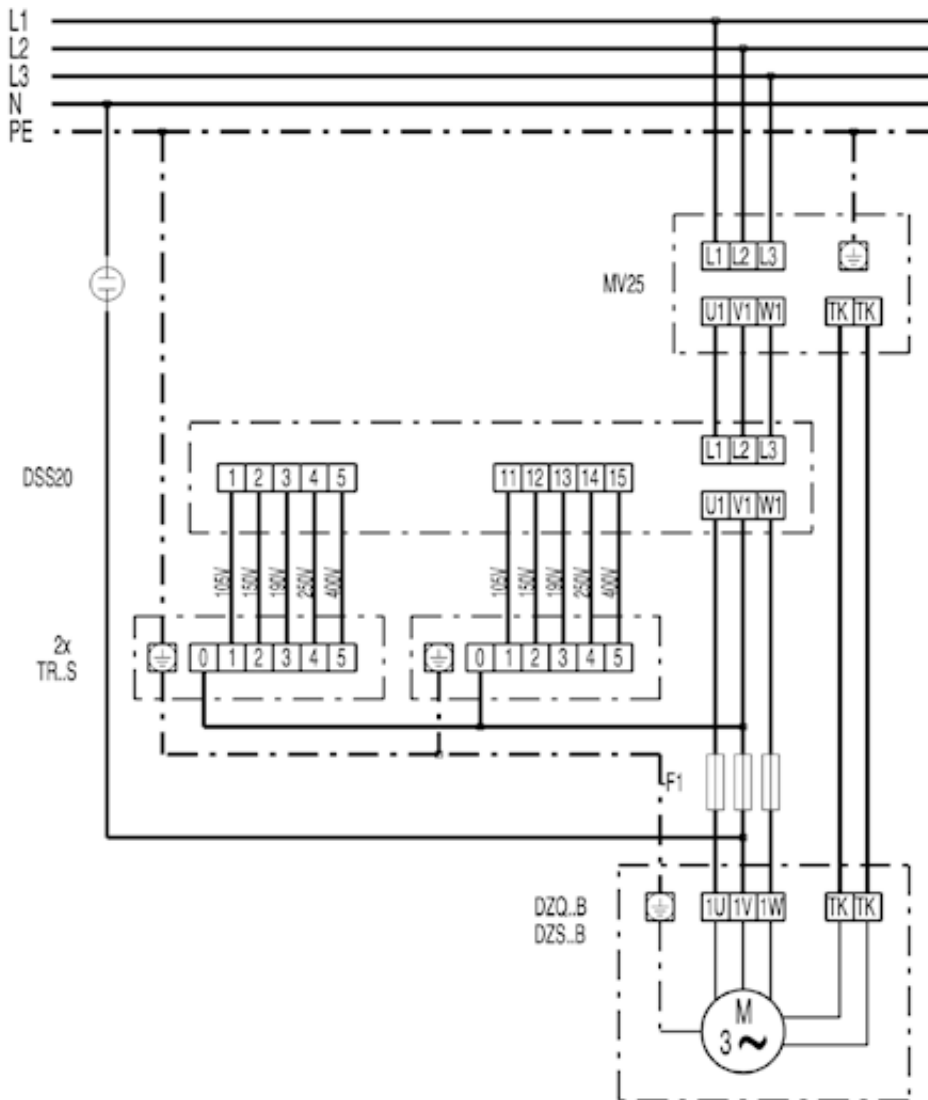 L1
L2
L3
N
PE
L1 L2 L3
MV25
U1 V1 W1 TK TK
L1 L2 L3
DSS20
1 2 3 4 5 11 12 13 14 15
U1 V1 W1
105V 150V 190V 250V 400V 105V 150V 190V 250V 400V
2x
TR..S
0 1 2 3 4 5 0 1 2 3 4 5
F1
DZQ..B
DZS..B
1U 1V 1W TK TK
M
3 ~